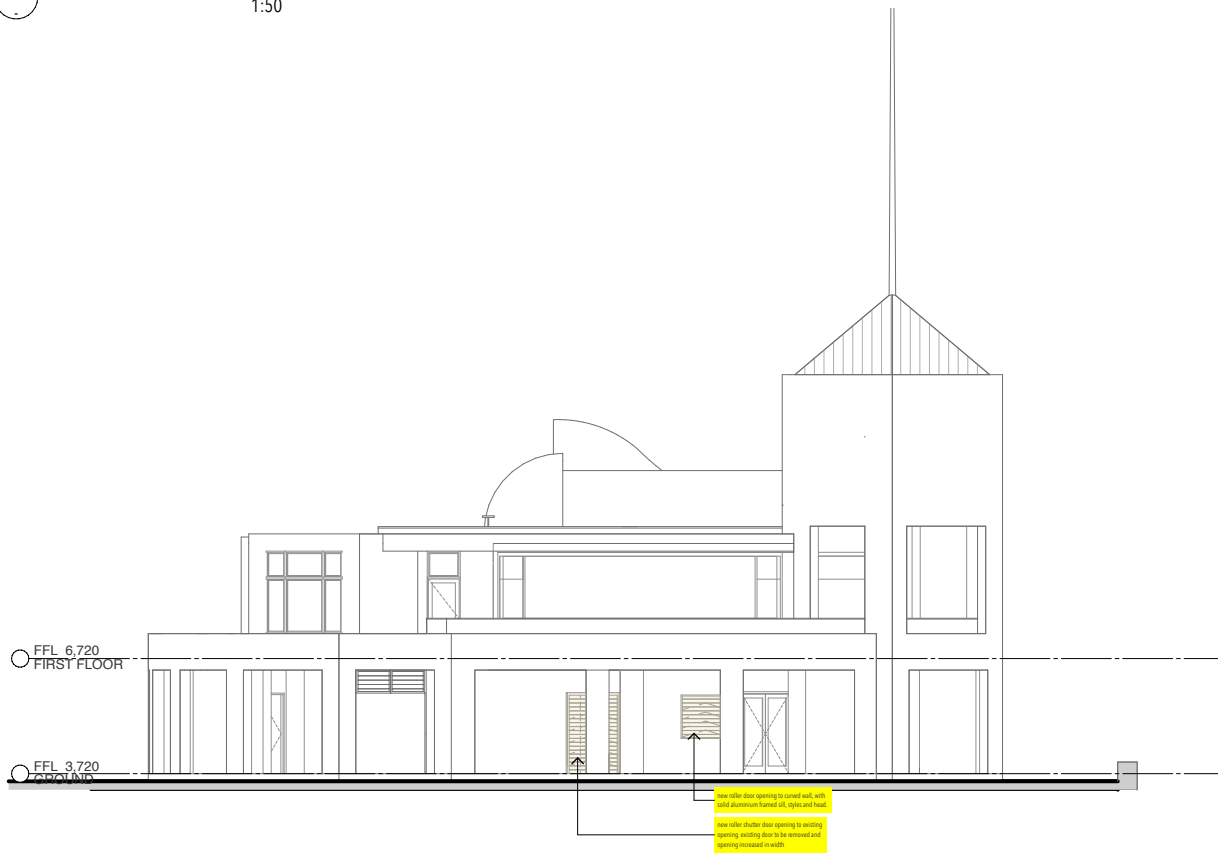 -
1:50
FFL 6,720
FIRST FLOOR
FFL 3,720
GROUND
new roller door opening to curved wall, with
solid aluminium framed sill, styles and head.
new roller shutter door opening to existing
opening. existing door to be removed and
opening increased in width